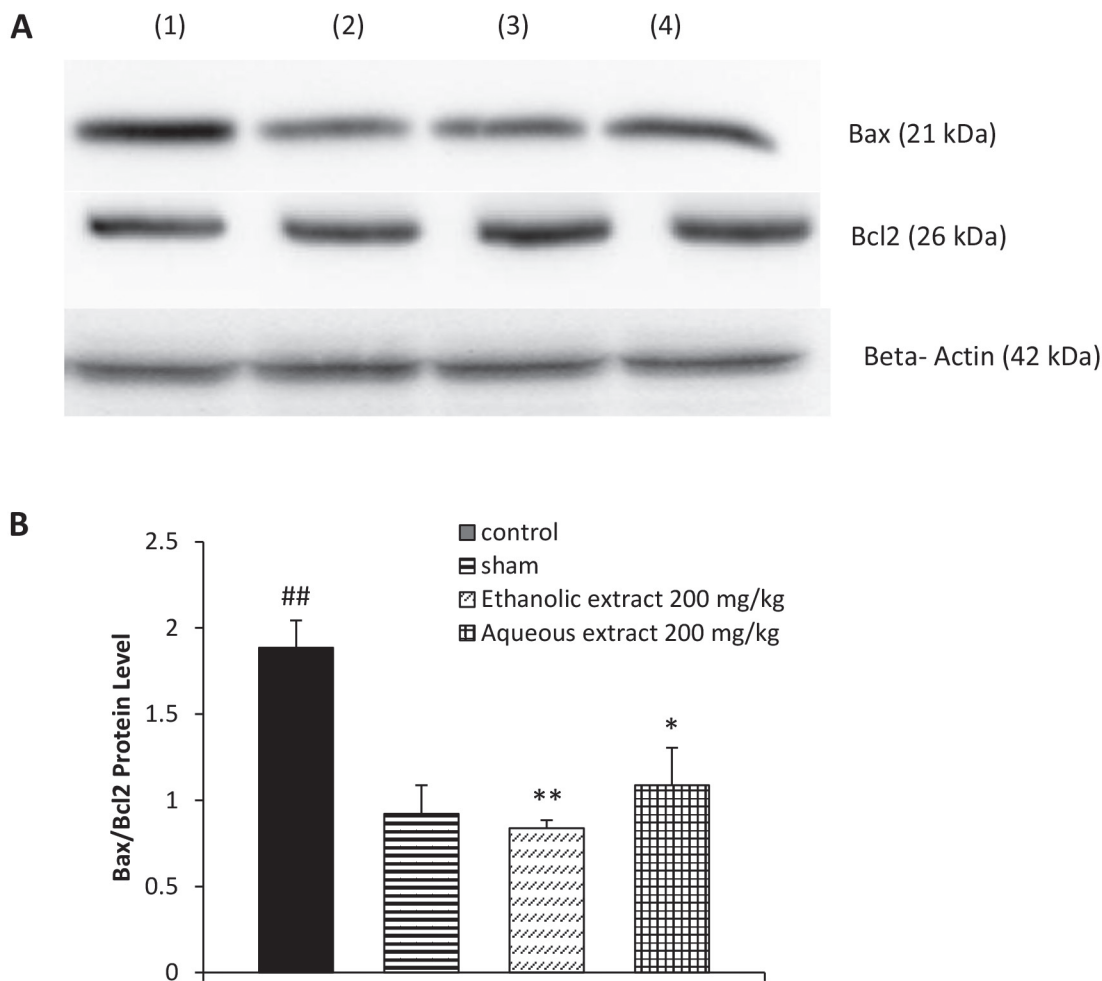 A (1) (2) (3) (4)
Bax (21 kDa)
Bcl2 (26 kDa)
Beta- Actin (42 kDa)
B
control
sham
Ethanolic extract 200 mg/kg
Aqueous extract 200 mg/kg
Bax/Bcl2 Protein Level
2.5
2
1.5
1
0.5
0
##
**
*